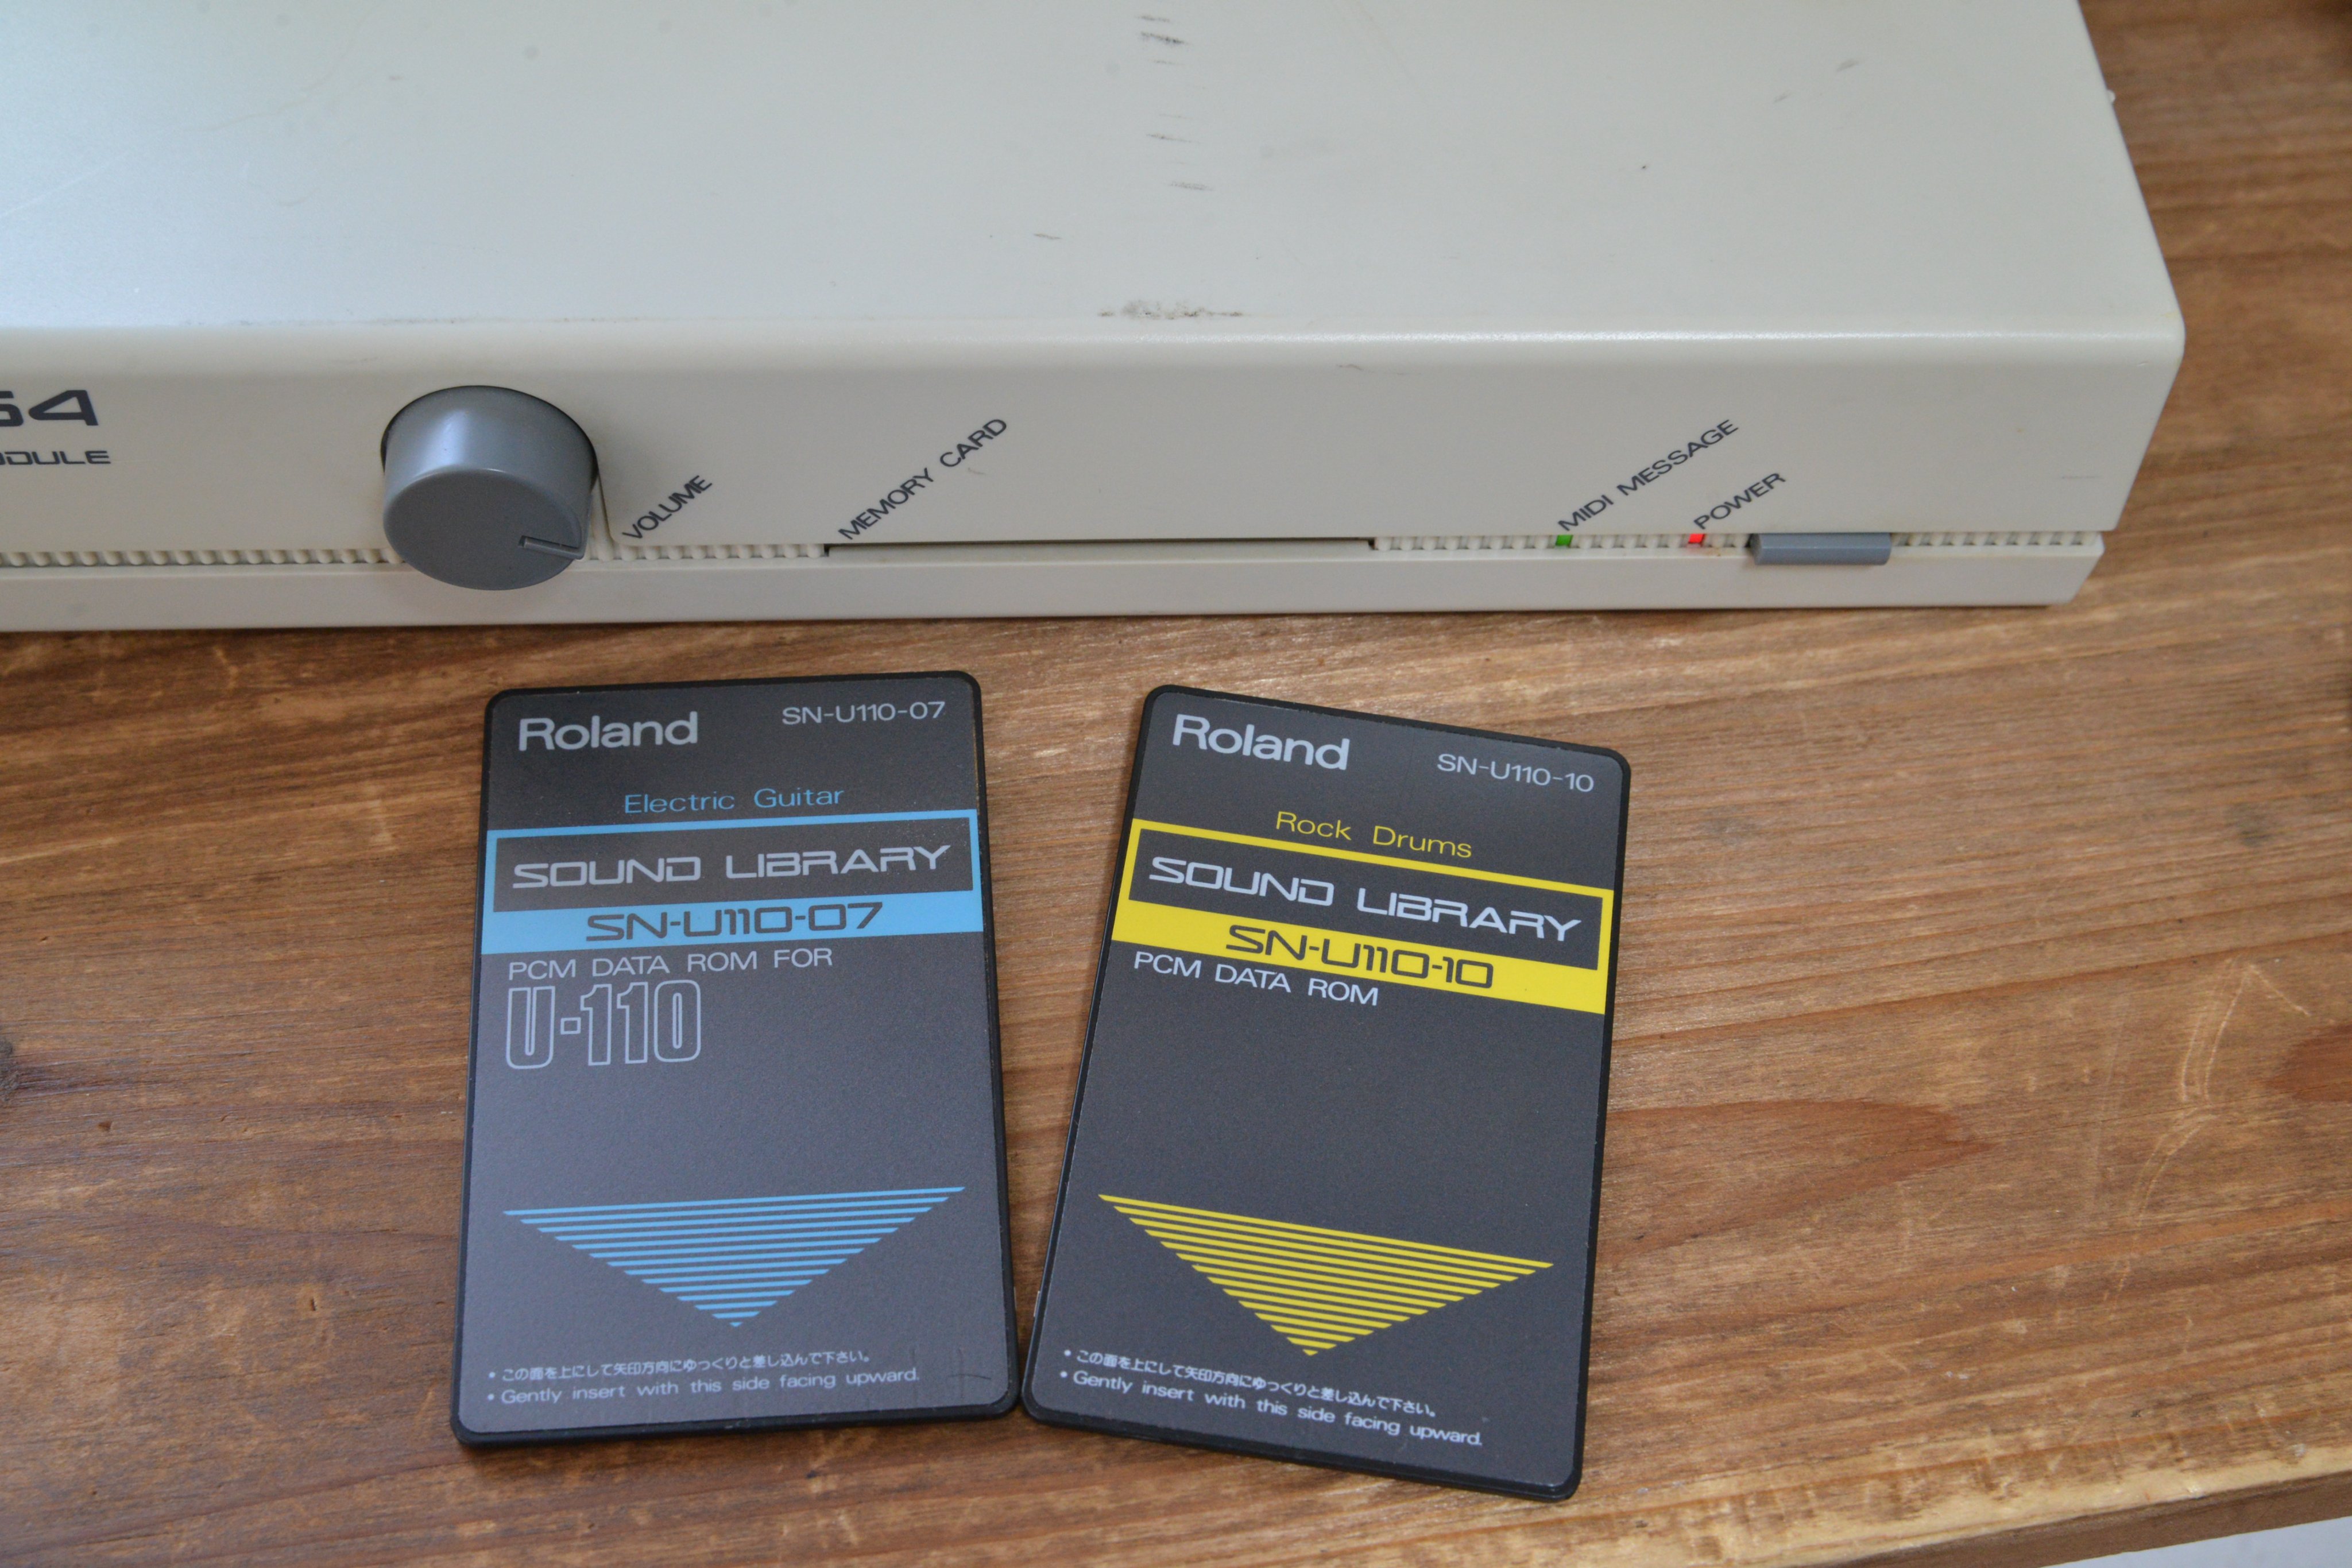 64
MODULE
VOLUME
MEMORY CARD
MIDI MESSAGE
POWER
Roland SN-U110-07
Electric Guitar
SOUND LIBRARY
SN-U110-07
PCM DATA ROM FOR
U-110
• この面を上にして矢印方向にゆっくりと差し込んで下さい。
• Gently insert with this side facing upward.
Roland SN-U110-10
Rock Drums
SOUND LIBRARY
SN-U110-10
PCM DATA ROM
• この面を上にして矢印方向にゆっくりと差し込んで下さい。
• Gently insert with this side facing upward.